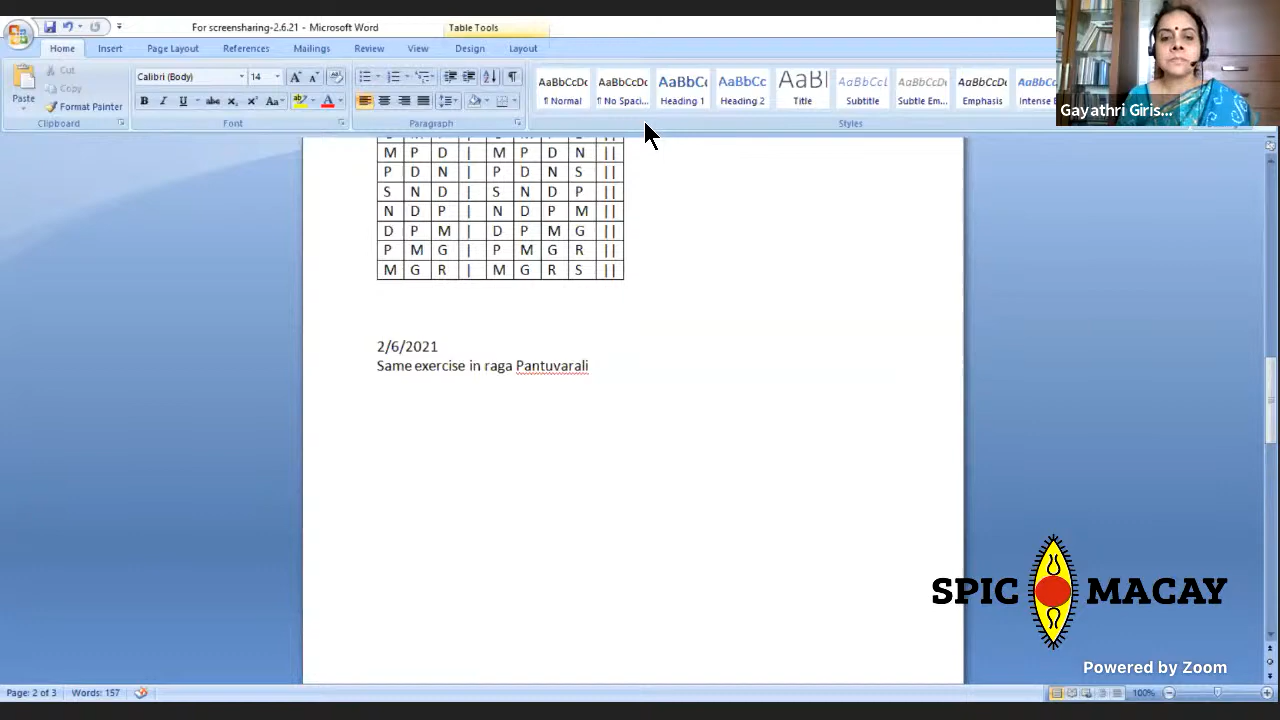 For screensharing-2.6.21 - Microsoft Word
Table Tools
Home Insert Page Layout References Mailings Review View Design Layout
Cut
Copy
Format Painter
Paste
Calibri (Body) 14
AaBbCcDc AaBbCcDc AaBbC AaBbCc AaB AaBbCcL AaBbCcDc AaBbCcDc
¶ Normal ¶ No Spaci... Heading 1 Heading 2 Title Subtitle Subtle Em... Emphasis Intense E
Clipboard Font Paragraph Styles
Gayathri Giris...
M P D | M P D N ||
P D N | P D N S ||
S N D | S N D P ||
N D P | N D P M ||
D P M | D P M G ||
P M G | P M G R ||
M G R | M G R S ||
2/6/2021
Same exercise in raga Pantuvarali
SPIC MACAY
Powered by Zoom
Page: 2 of 3 Words: 157 100%